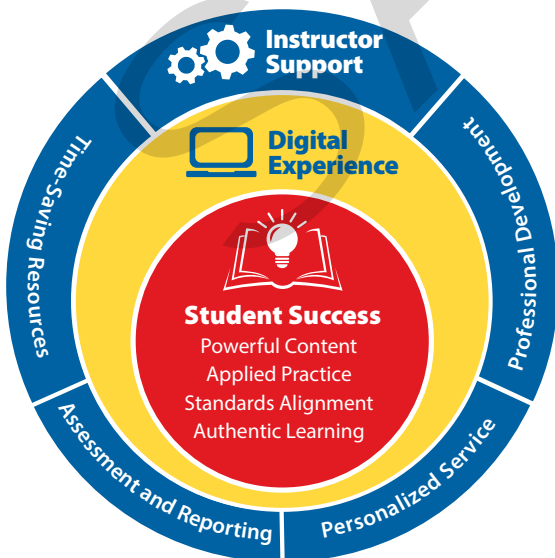 Instructor
Support
Time-Saving Resources
Professional Development
Digital
Experience
Student Success
Powerful Content
Applied Practice
Standards Alignment
Authentic Learning
Assessment and Reporting
Personalized Service